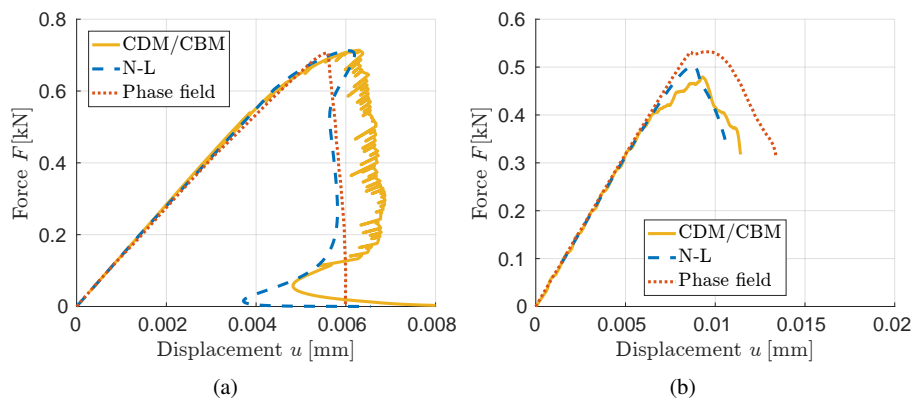 0.8
0.6
0.4
0.2
0
Force F [kN]
CDM/CBM
N-L
Phase field
0 0.002 0.004 0.006 0.008
Displacement u [mm]
(a)
0.6
0.5
0.4
0.3
0.2
0.1
0
Force F [kN]
CDM/CBM
N-L
Phase field
0 0.005 0.01 0.015 0.02
Displacement u [mm]
(b)